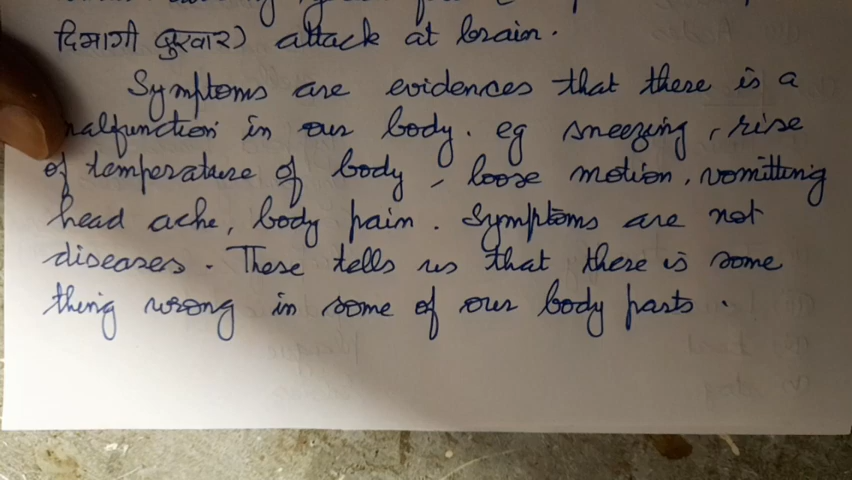 दिमागी बुखार) attack at brain.
Symptoms are evidences that there is a
malfunction in our body. eg sneezing, rise
of temperature of body, loose motion, vomitting
head ache, body pain. Symptoms are not
diseases. These tells us that there is some
thing wrong in some of our body parts.